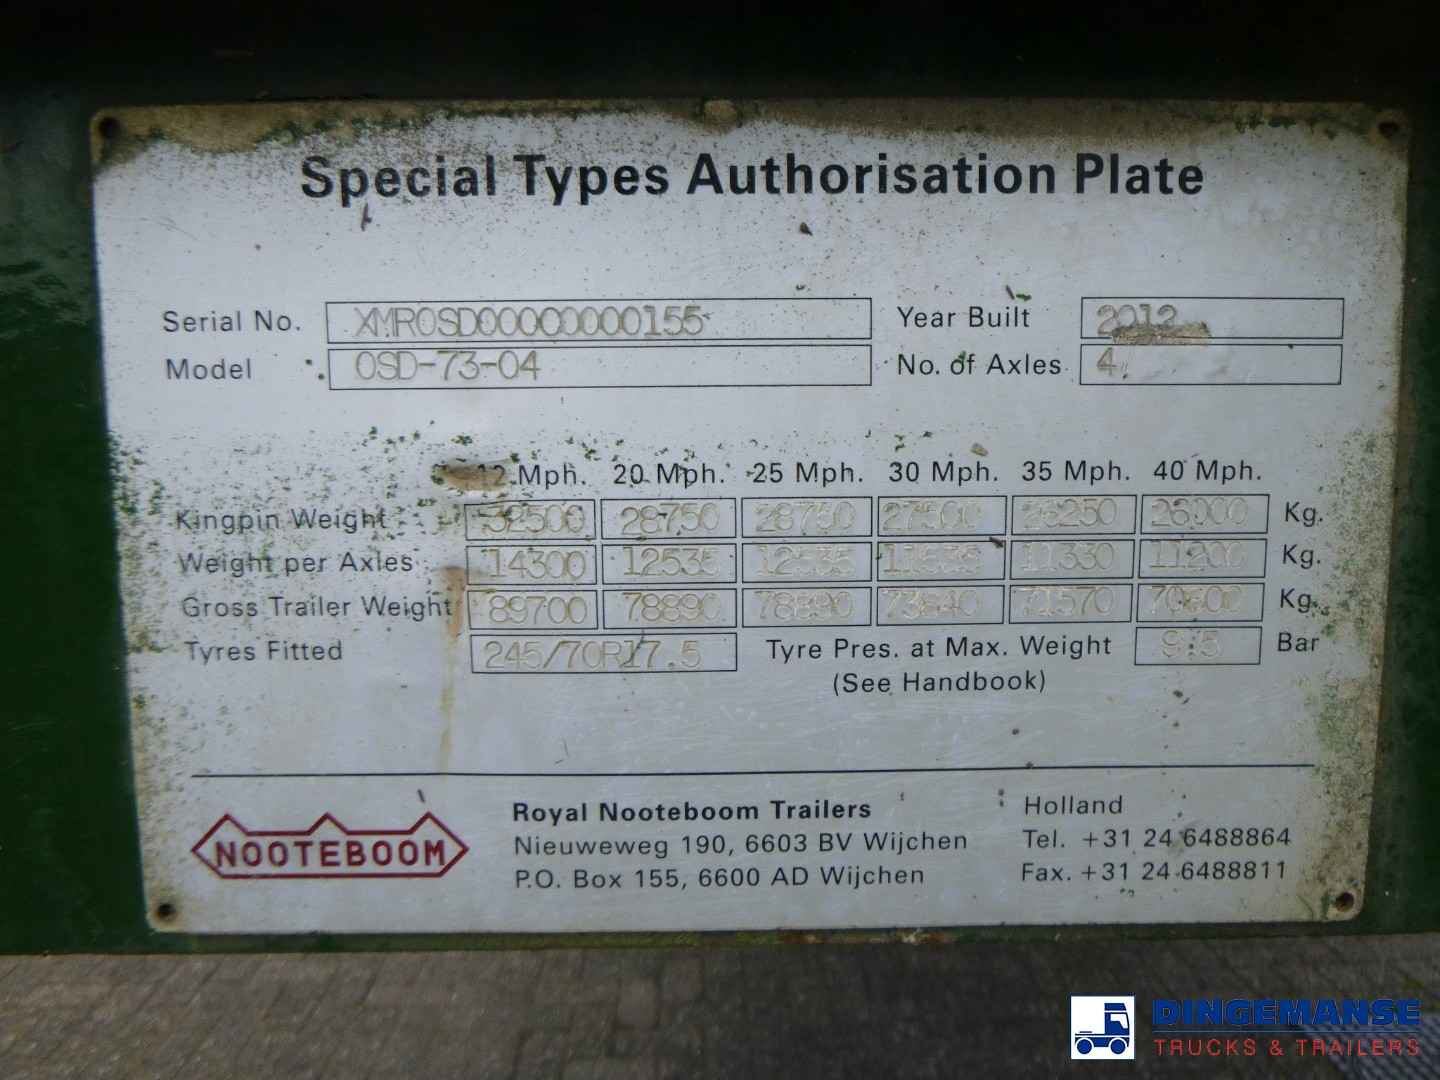 Special Types Authorisation Plate
Serial No. XMROSD00000000155 Year Built 2012
Model OSD-73-04 No. of Axles 4
12 Mph. 20 Mph. 25 Mph. 30 Mph. 35 Mph. 40 Mph.
Kingpin Weight 32500 28750 28750 27500 26250 26000 Kg.
Weight per Axles 14300 12535 12535 11330 11200 Kg.
Gross Trailer Weight 89700 78890 78890 73840 71570 70800 Kg.
Tyres Fitted 245/70R17.5 Tyre Pres. at Max. Weight 9.5 Bar
(See Handbook)
NOOTEBOOM
Royal Nooteboom Trailers Holland
Nieuweweg 190, 6603 BV Wijchen Tel. +31 24 6488864
P.O. Box 155, 6600 AD Wijchen Fax. +31 24 6488811
DINGEMANSE
TRUCKS & TRAILERS